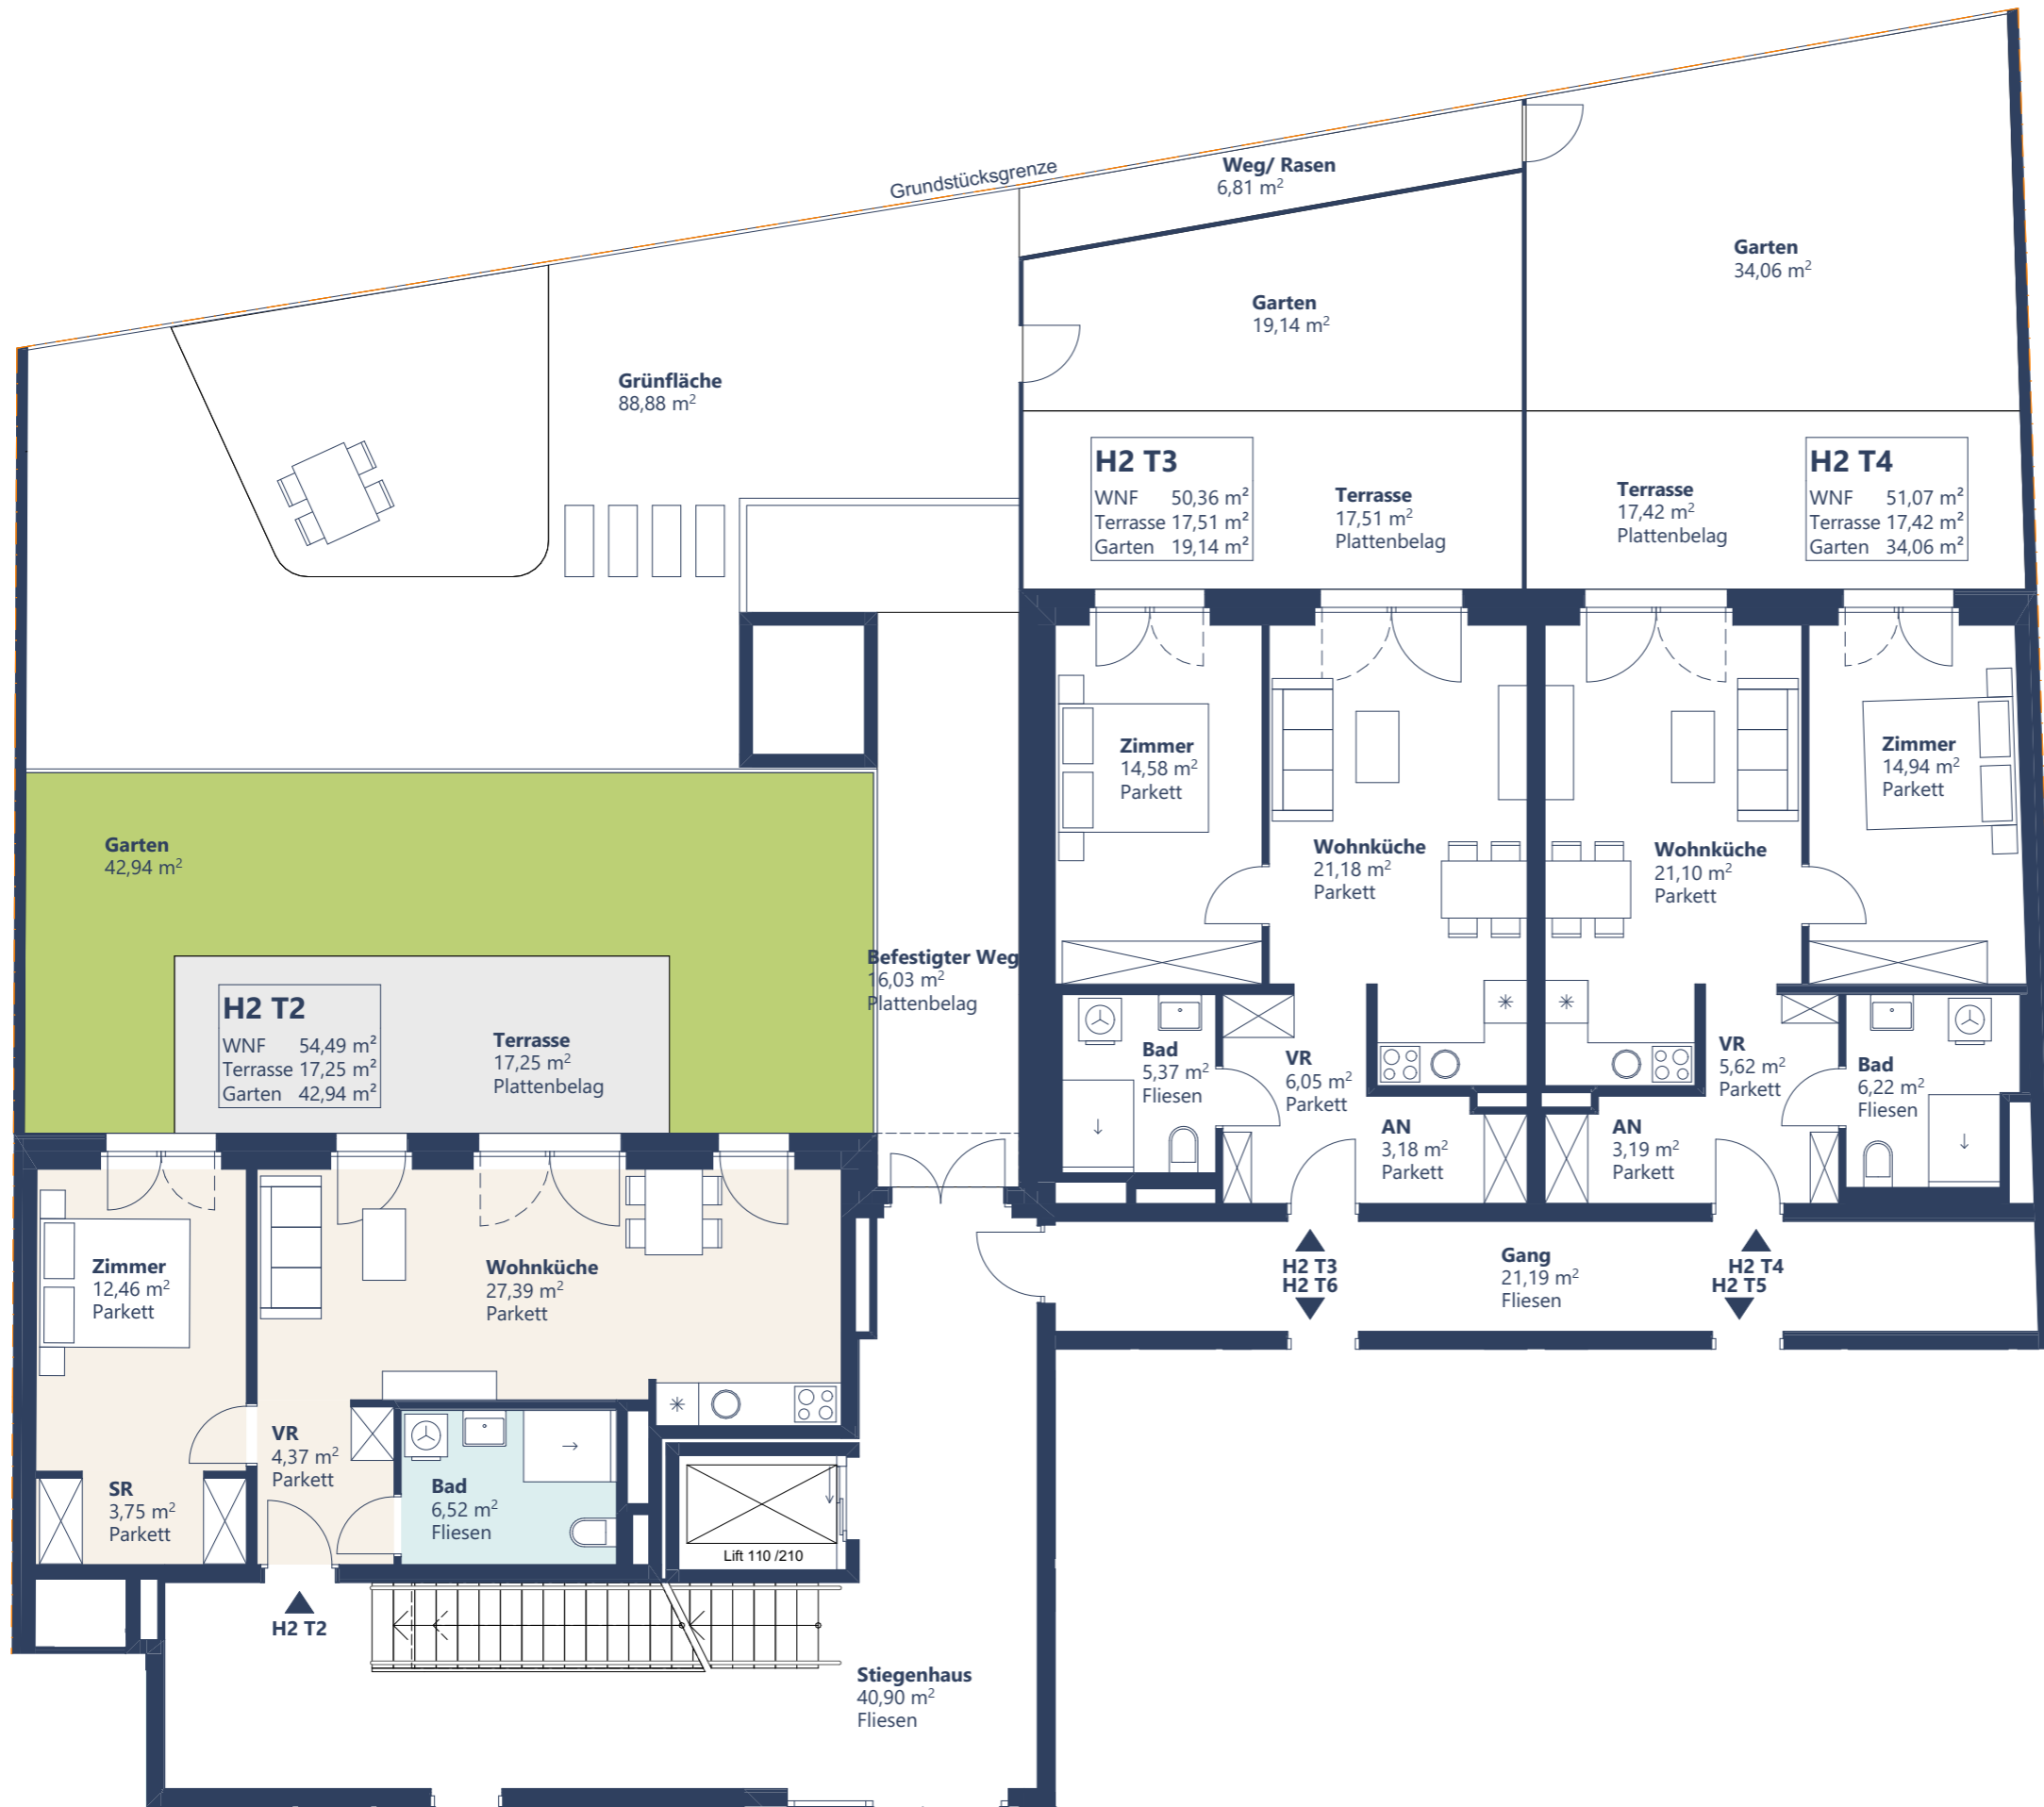 Grundstücksgrenze
Weg/ Rasen
6,81 m²
Garten
34,06 m²
Garten
19,14 m²
Grünfläche
88,88 m²
H2 T3
WNF 50,36 m²
Terrasse 17,51 m²
Garten 19,14 m²
Terrasse
17,51 m²
Plattenbelag
Terrasse
17,42 m²
Plattenbelag
H2 T4
WNF 51,07 m²
Terrasse 17,42 m²
Garten 34,06 m²
Zimmer
14,58 m²
Parkett
Wohnküche
21,18 m²
Parkett
Wohnküche
21,10 m²
Parkett
Zimmer
14,94 m²
Parkett
Garten
42,94 m²
Befestigter Weg
16,03 m²
Plattenbelag
H2 T2
WNF 54,49 m²
Terrasse 17,25 m²
Garten 42,94 m²
Terrasse
17,25 m²
Plattenbelag
Bad
5,37 m²
Fliesen
VR
6,05 m²
Parkett
AN
3,18 m²
Parkett
AN
3,19 m²
Parkett
VR
5,62 m²
Parkett
Bad
6,22 m²
Fliesen
Zimmer
12,46 m²
Parkett
Wohnküche
27,39 m²
Parkett
H2 T3
H2 T6
Gang
21,19 m²
Fliesen
H2 T4
H2 T5
VR
4,37 m²
Parkett
SR
3,75 m²
Parkett
Bad
6,52 m²
Fliesen
Lift 110 /210
H2 T2
Stiegenhaus
40,90 m²
Fliesen